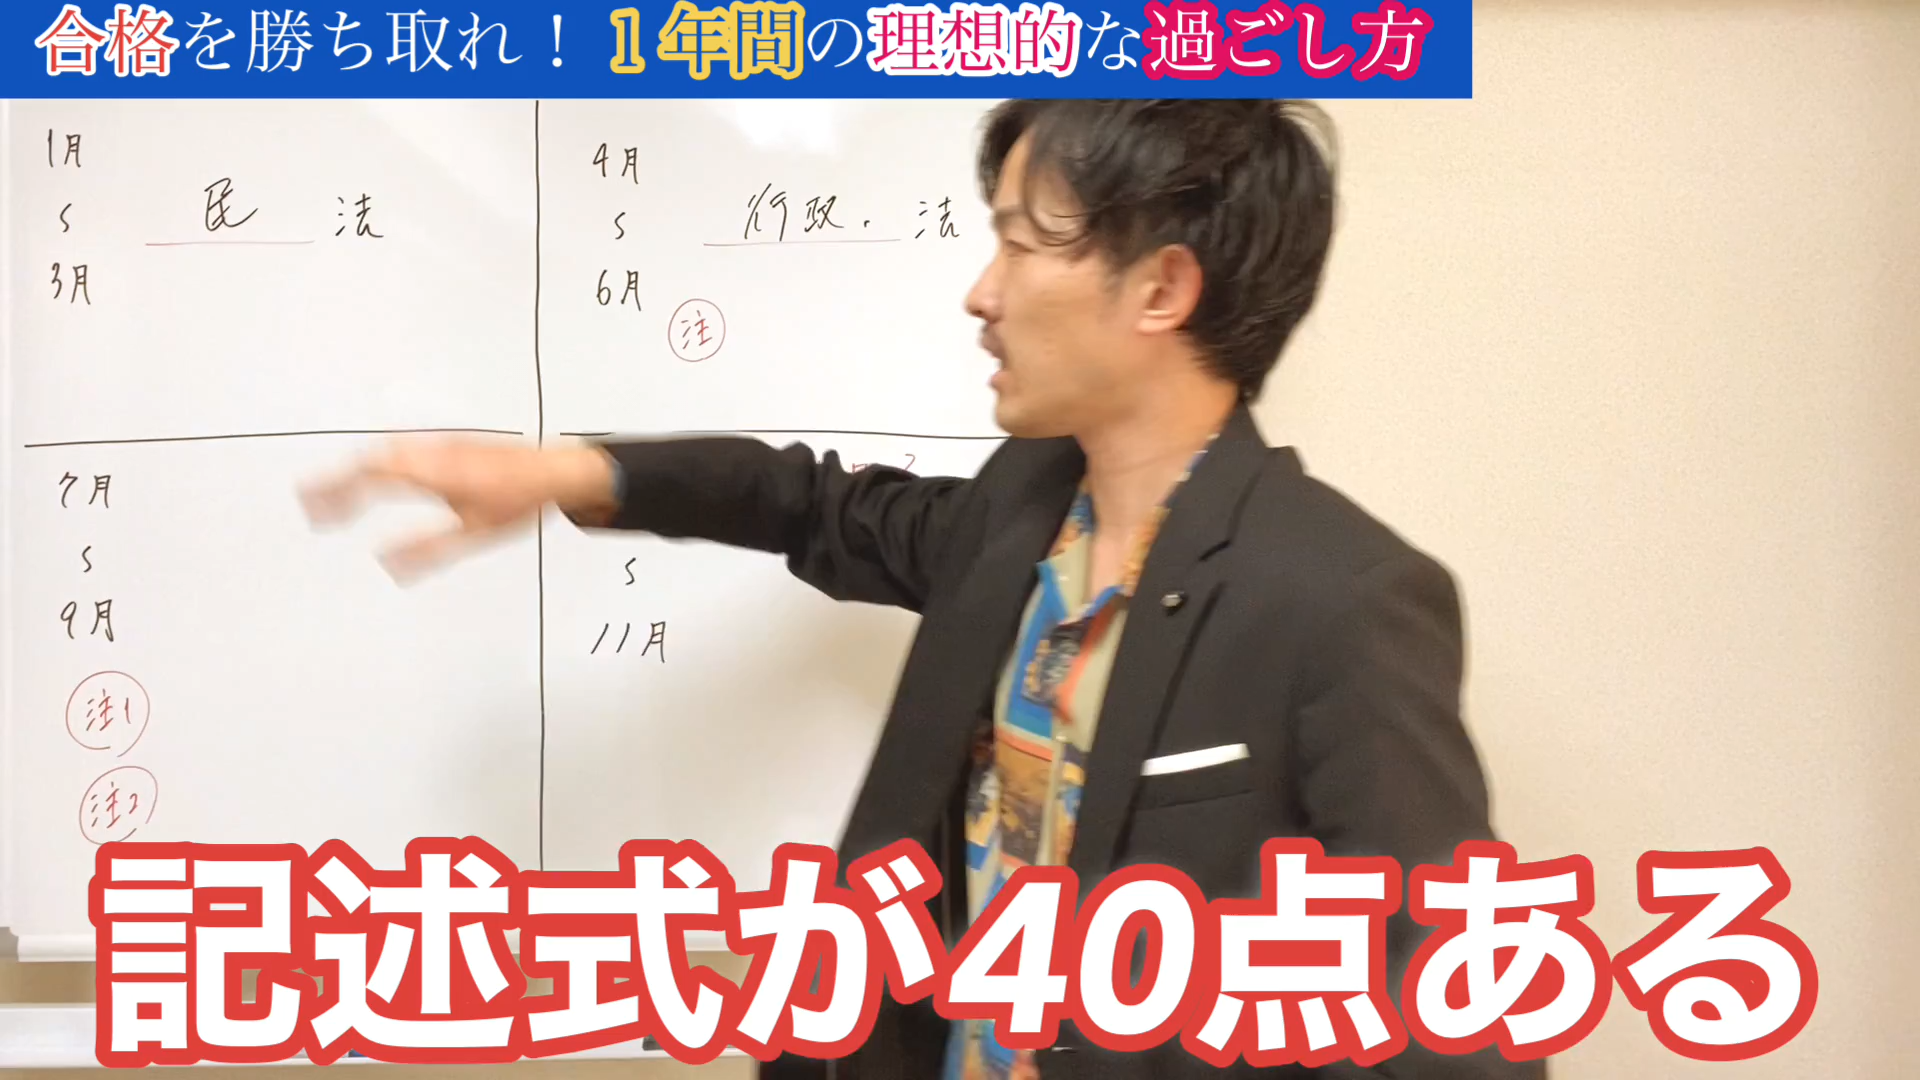 合格を勝ち取れ！１年間の理想的な過ごし方
1月
民 法
3月
4月
行政 法
6月
注
7月
9月
注1
注2
11月
記述式が40点ある